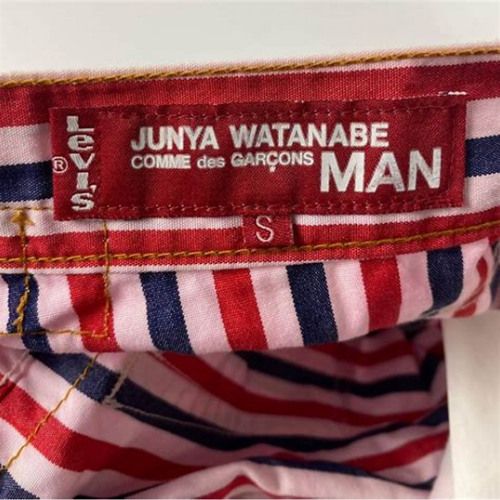 Levi's ®
JUNYA WATANABE
COMME des GARÇONS MAN
S